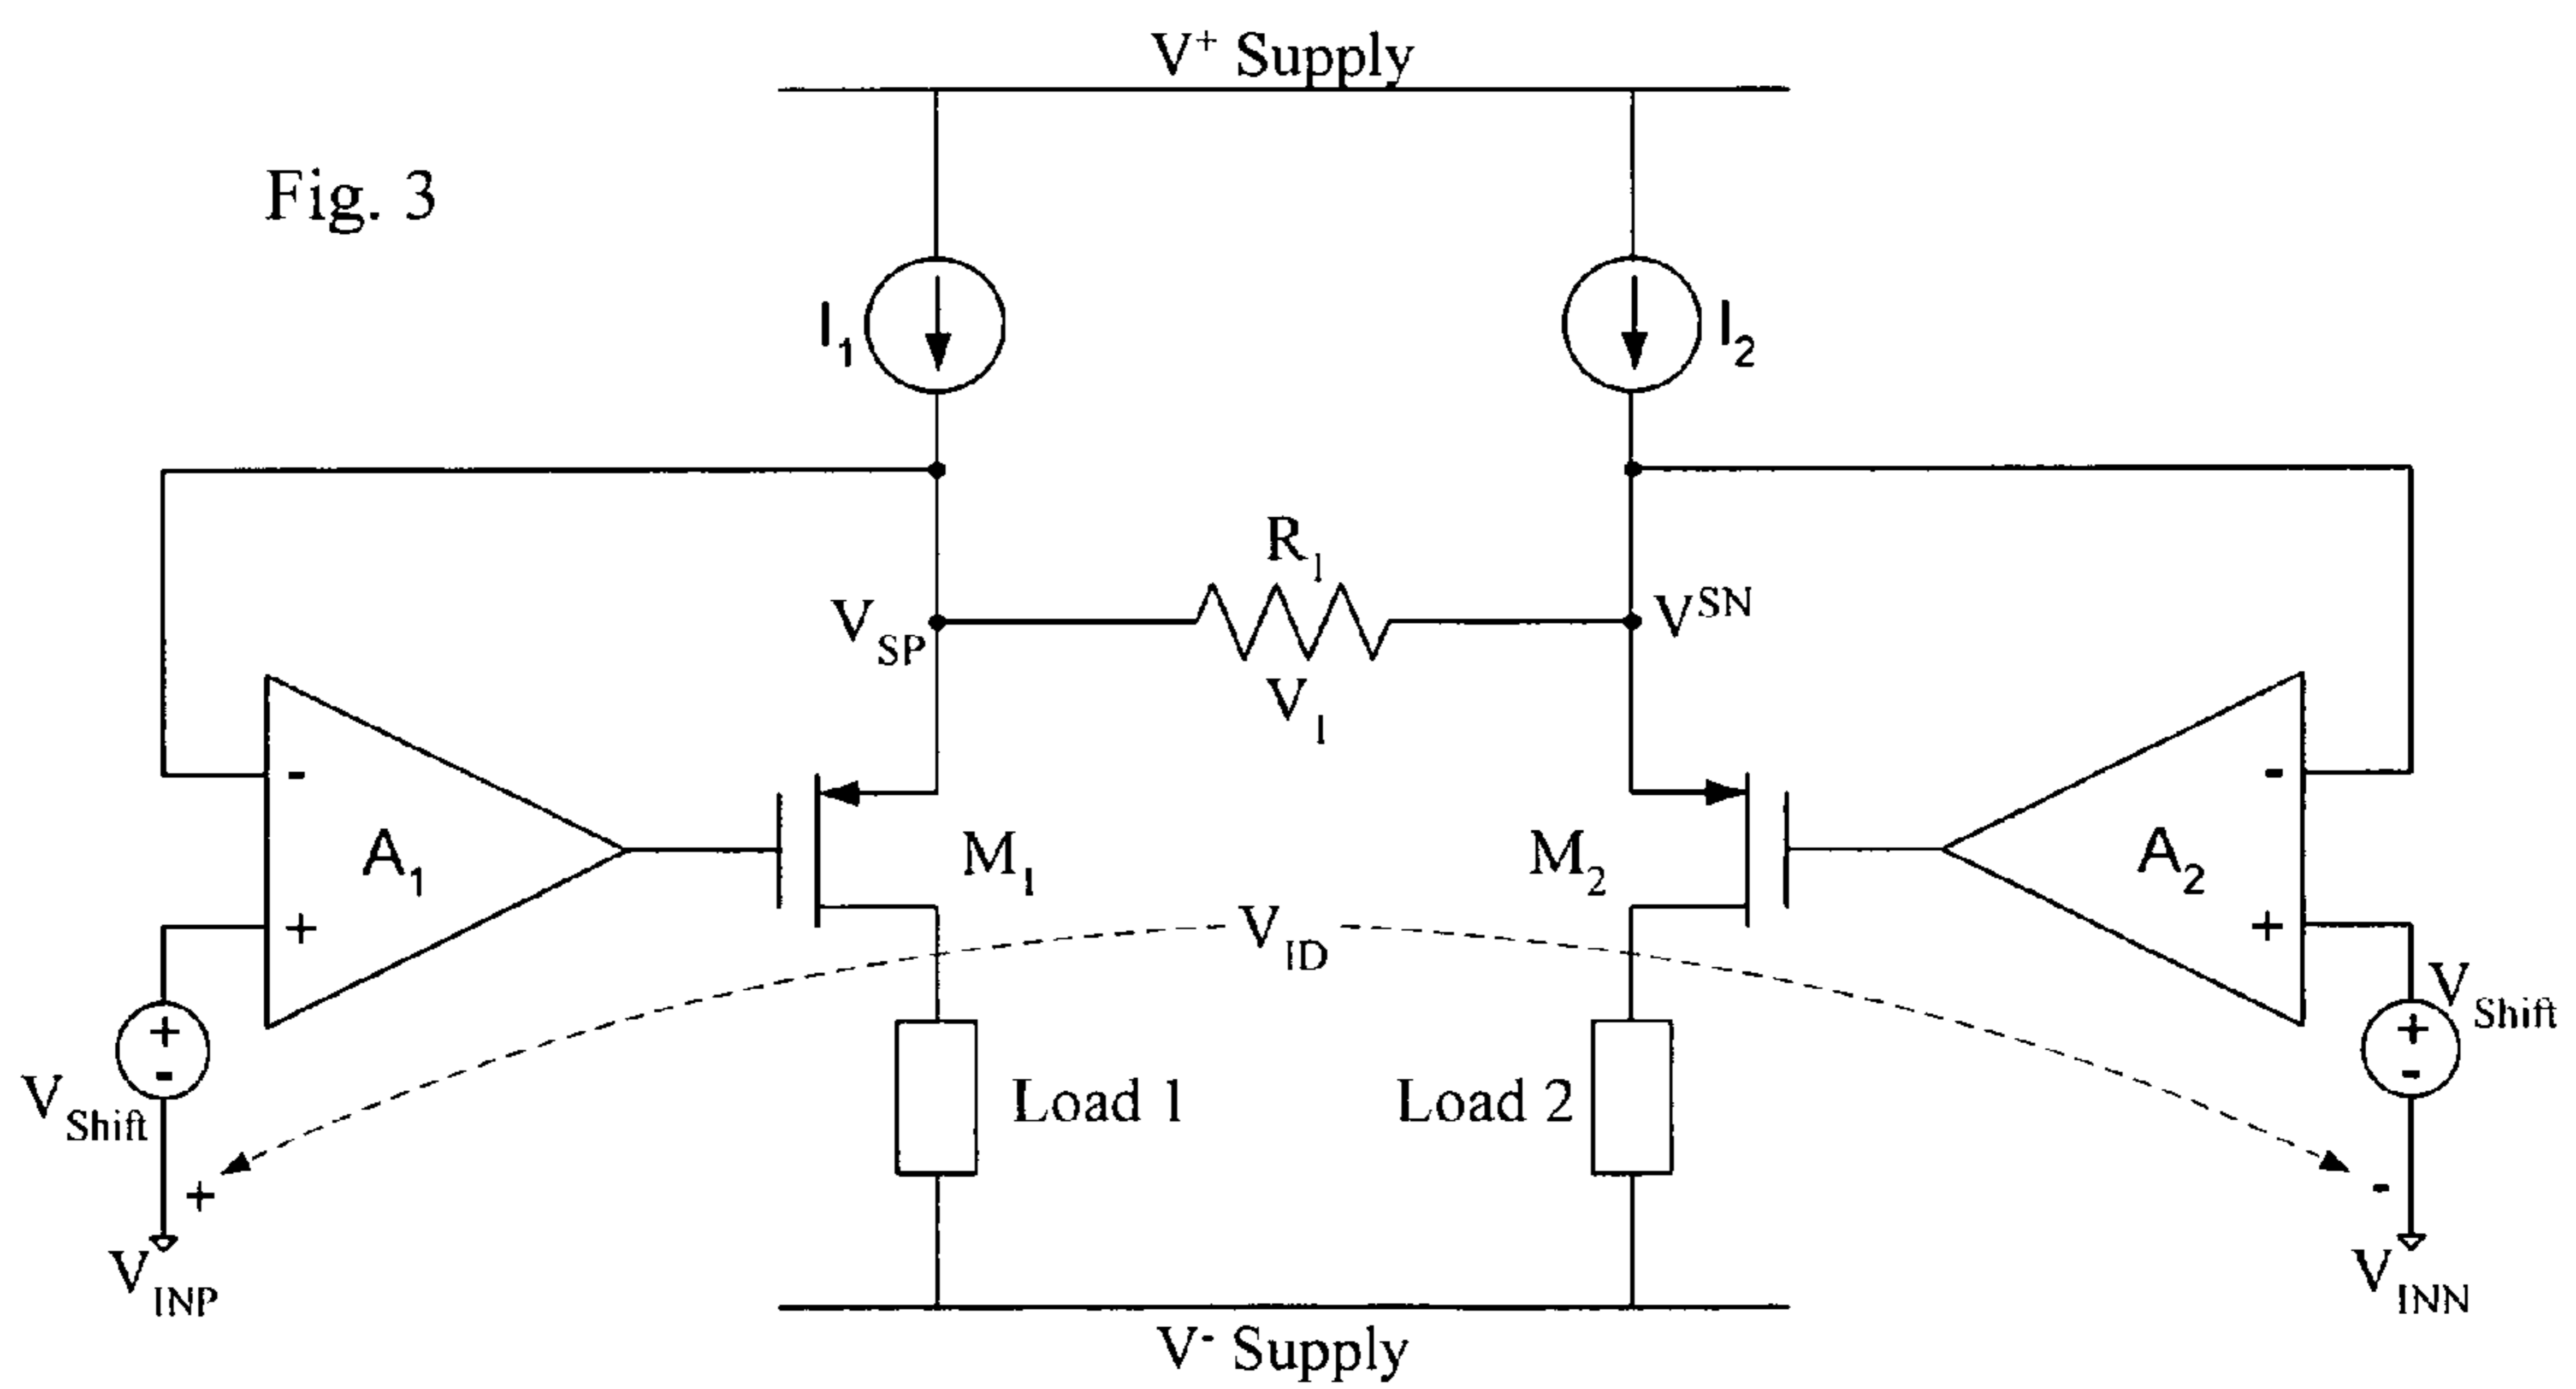 V⁺ Supply
Fig. 3
I₁
I₂
R₁
V_SP
V^SN
V₁
-
-
A₁
M₁
M₂
A₂
+
V_ID
+
V_Shift
+
-
+
-
V_Shift
Load 1
Load 2
+
-
V_INP
V_INN
V⁻ Supply